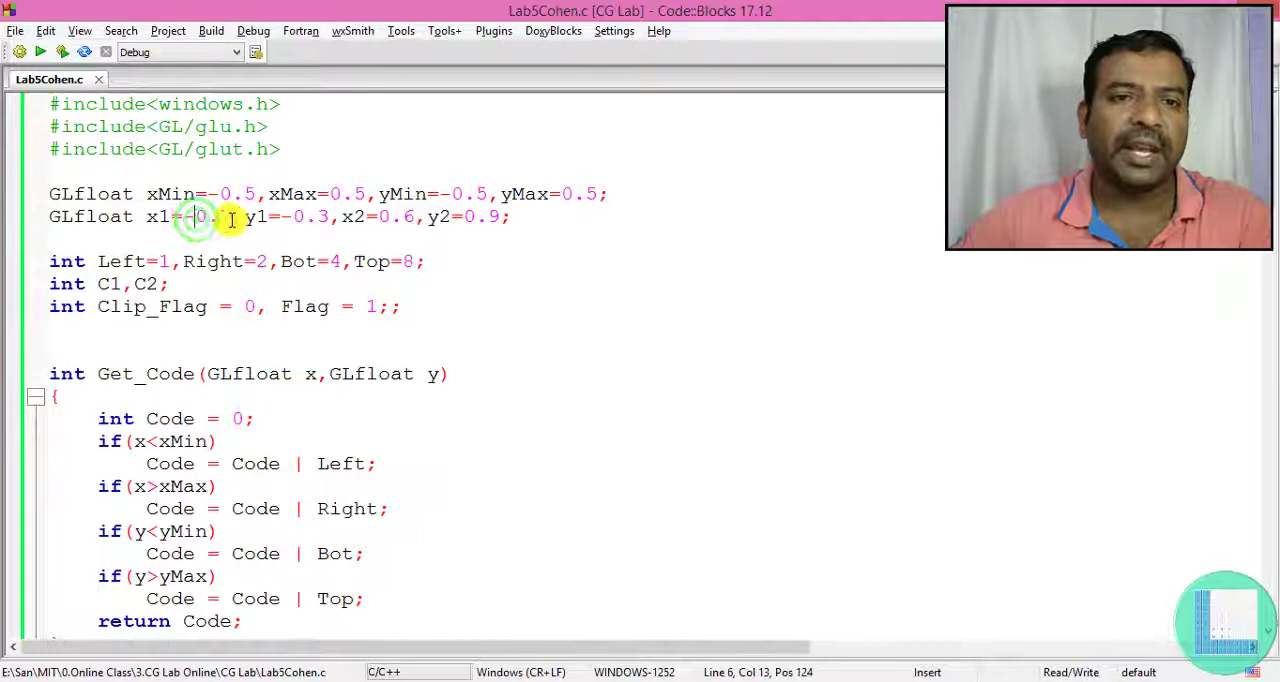 Lab5Cohen.c [CG Lab] - Code::Blocks 17.12
File Edit View Search Project Build Debug Fortran wxSmith Tools Tools+ Plugins DoxyBlocks Settings Help
Debug
Lab5Cohen.c
#include<windows.h>
#include<GL/glu.h>
#include<GL/glut.h>
GLfloat xMin=-0.5,xMax=0.5,yMin=-0.5,yMax=0.5;
GLfloat y1=-0.3,x2=0.6,y2=0.9;
int Left=1,Right=2,Bot=4,Top=8;
int C1,C2;
int Clip_Flag = 0, Flag = 1;;
int Get_Code(GLfloat x,GLfloat y)
{
int Code = 0;
if(x<xMin)
Code = Code | Left;
if(x>xMax)
Code = Code | Right;
if(y<yMin)
Code = Code | Bot;
if(y>yMax)
Code = Code | Top;
return Code;
E:\San\MIT\0.Online Class\3.CG Lab Online\CG Lab\Lab5Cohen.c C/C++ Windows (CR+LF) WINDOWS-1252 Line 6, Col 13, Pos 124 Insert Read/Write default